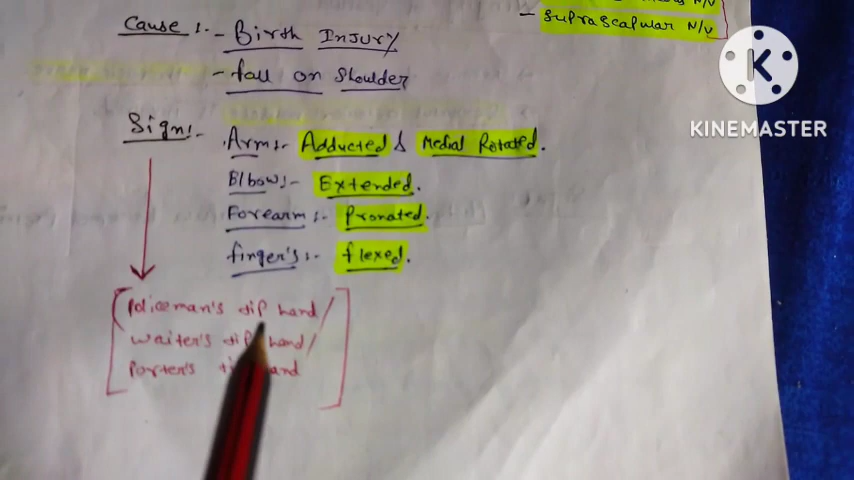 - Suprascapular N/V
Cause :- - Birth Injury
- fall on Shoulder
Sign:- Arm:- Adducted & Medial Rotated.
Elbow:- Extended.
Forearm:- Pronated.
finger's:- flexed.
policeman's tip hand/
waiter's tip hand/
porter's hand
K
KINEMASTER